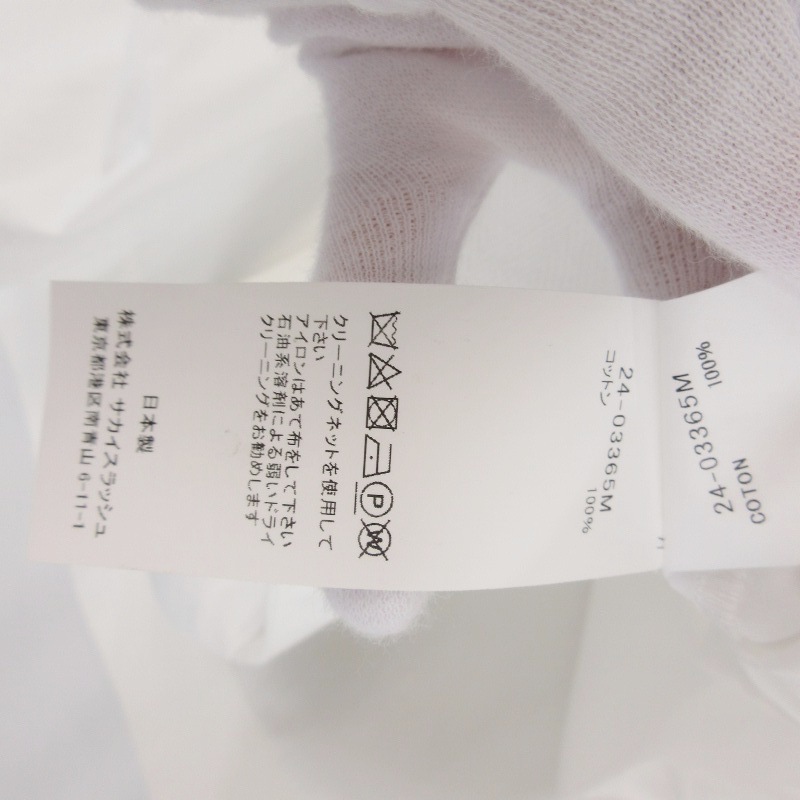 24-03365M
COTON 100%
24-03365M
コットン 100%
P
W
クリーニングネットを使用して
下さい
アイロンはあて布をして下さい
石油系溶剤による弱いドライ
クリーニングをお勧めします
日本製
株式会社 サカイスラッシュ
東京都港区南青山 6-11-1